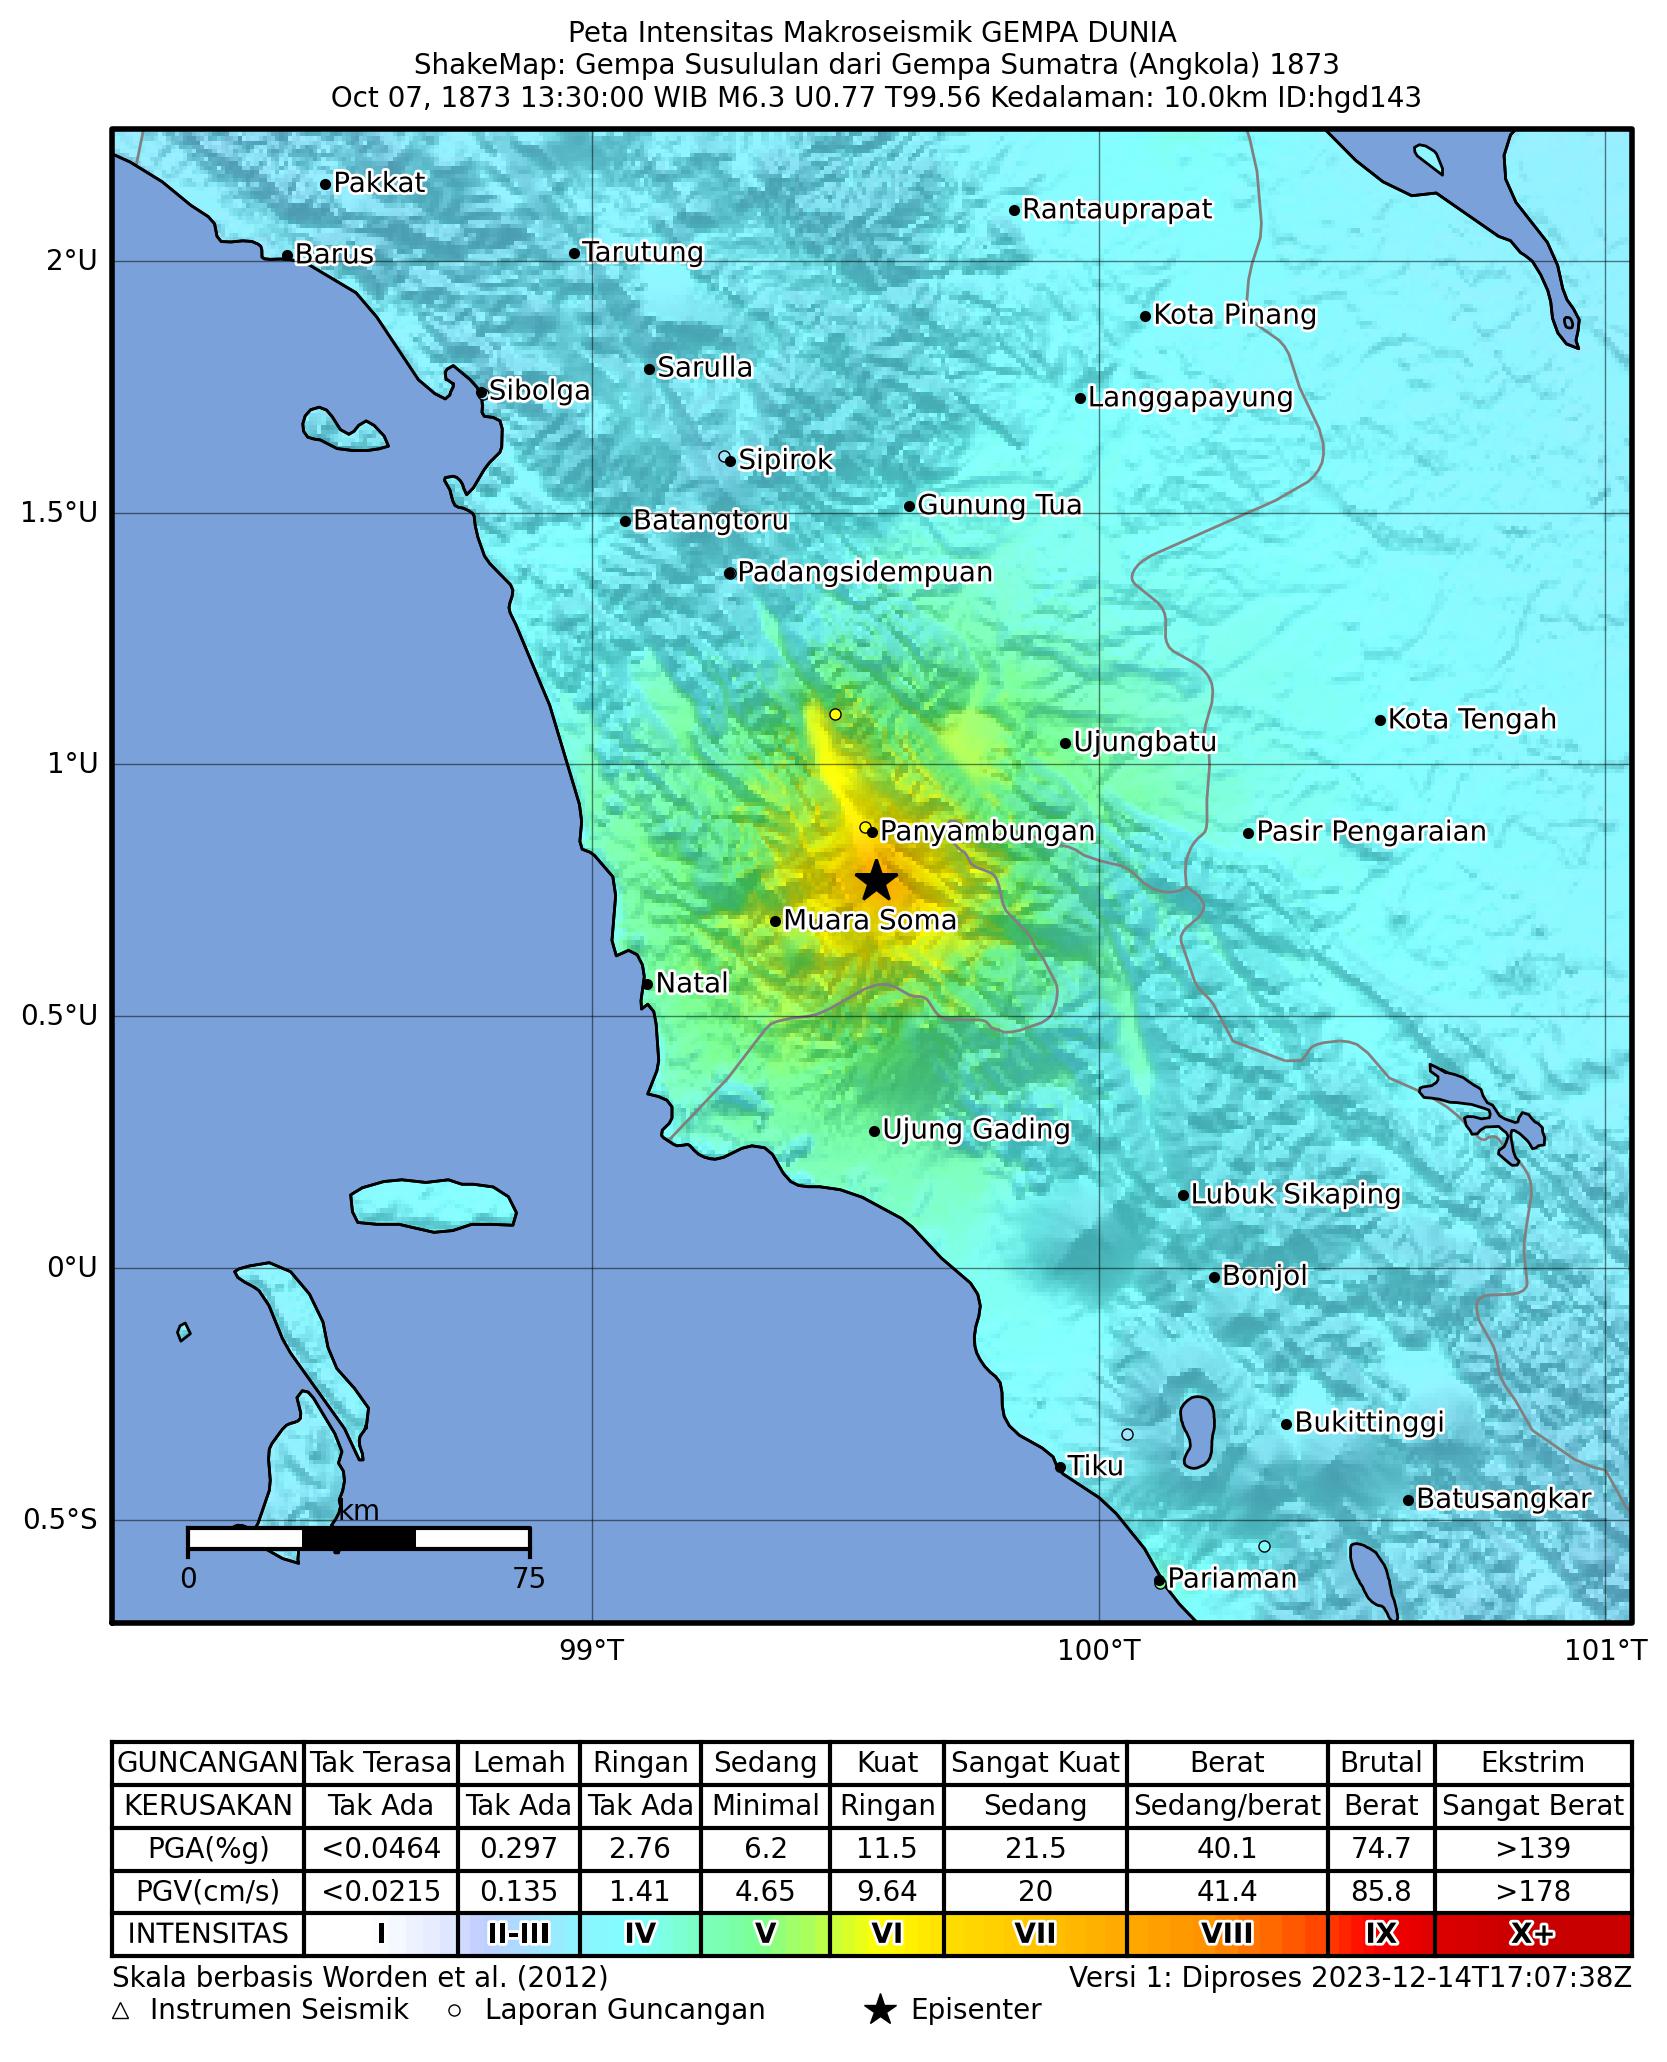 Peta Intensitas Makroseismik GEMPA DUNIA
ShakeMap: Gempa Susululan dari Gempa Sumatra (Angkola) 1873
Oct 07, 1873 13:30:00 WIB M6.3 U0.77 T99.56 Kedalaman: 10.0km ID:hgd143
Pakkat
Rantauprapat
Barus
Tarutung
2°U
Kota Pinang
Sarulla
Sibolga
Langgapayung
Sipirok
Gunung Tua
1.5°U
Batangtoru
Padangsidempuan
Kota Tengah
Ujungbatu
1°U
Panyambungan
Pasir Pengaraian
Muara Soma
Natal
0.5°U
Ujung Gading
Lubuk Sikaping
0°U
Bonjol
Bukittinggi
Tiku
Batusangkar
km
0.5°S
0 75
Pariaman
99°T 100°T 101°T
GUNCANGAN Tak Terasa Lemah Ringan Sedang Kuat Sangat Kuat Berat Brutal Ekstrim
KERUSAKAN Tak Ada Tak Ada Tak Ada Minimal Ringan Sedang Sedang/berat Berat Sangat Berat
PGA(%g) <0.0464 0.297 2.76 6.2 11.5 21.5 40.1 74.7 >139
PGV(cm/s) <0.0215 0.135 1.41 4.65 9.64 20 41.4 85.8 >178
INTENSITAS I II-III IV V VI VII VIII IX X+
Skala berbasis Worden et al. (2012) Versi 1: Diproses 2023-12-14T17:07:38Z
Instrumen Seismik Laporan Guncangan Episenter